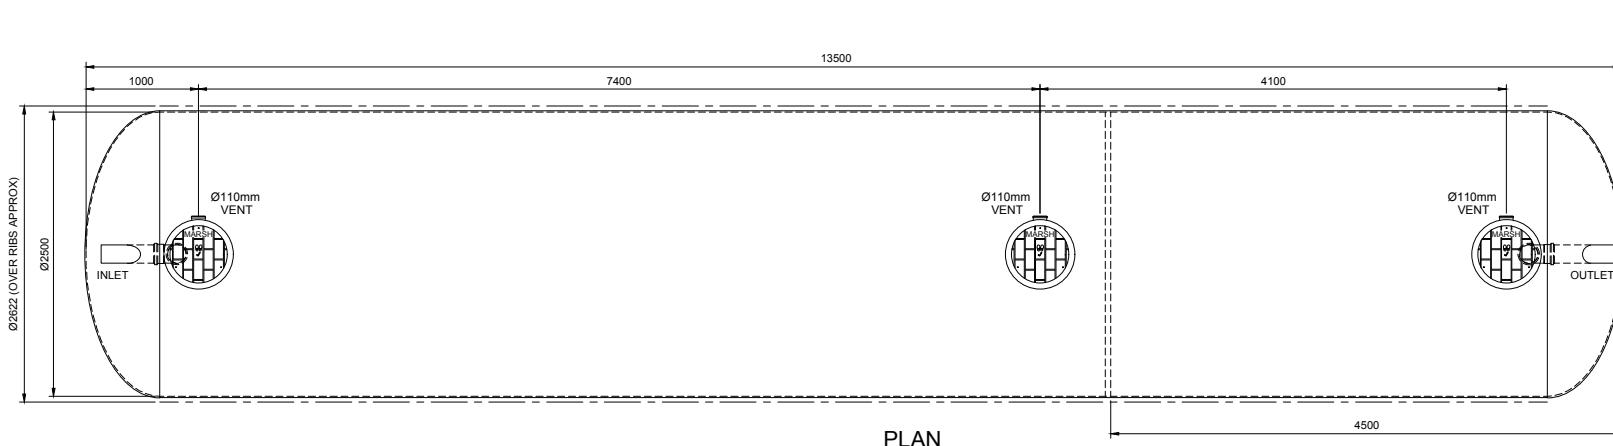 13500
1000
7400
4100
Ø2622 (OVER RIBS APPROX)
Ø2500
Ø110mm
VENT
Ø110mm
VENT
Ø110mm
VENT
MARSH
MARSH
MARSH
INLET
OUTLET
4500
PLAN